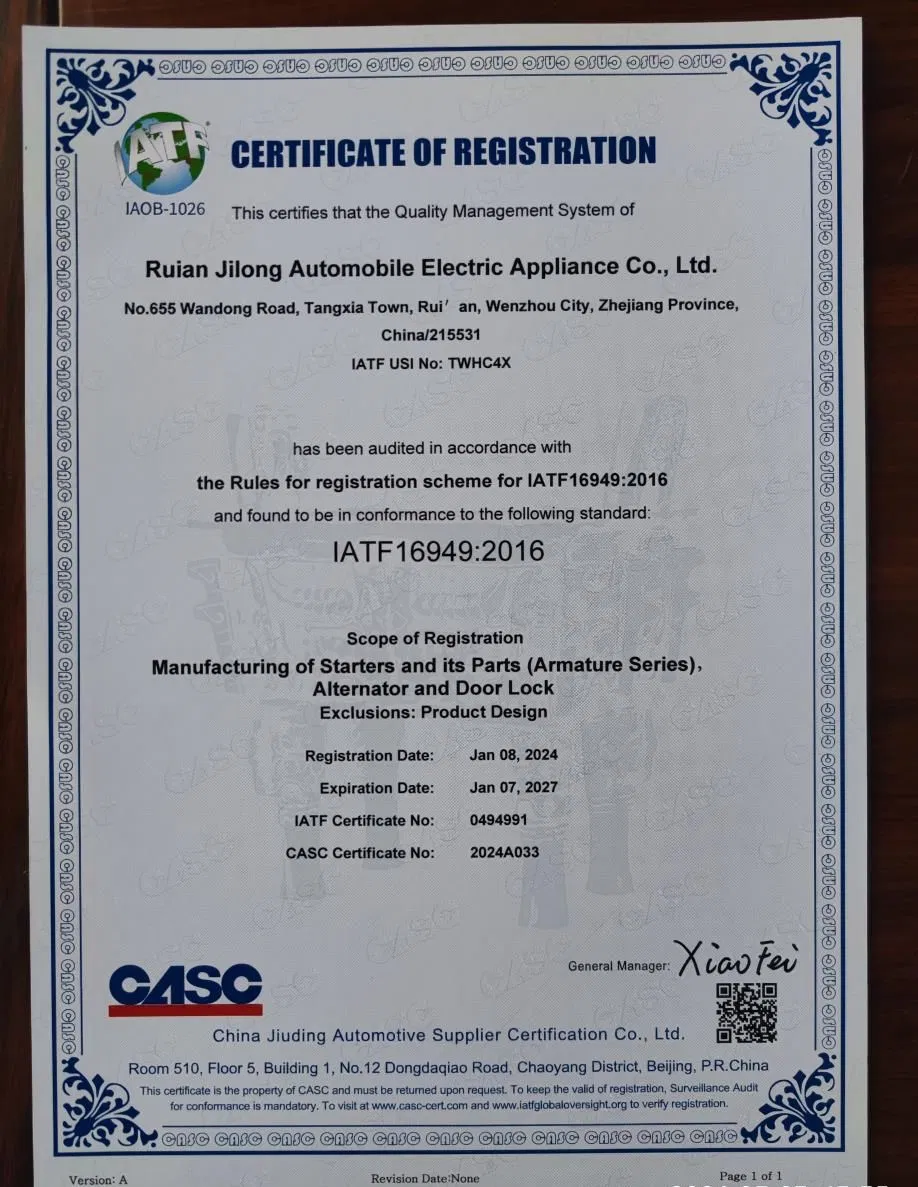 IATF
IAOB-1026
CERTIFICATE OF REGISTRATION
This certifies that the Quality Management System of
Ruian Jilong Automobile Electric Appliance Co., Ltd.
No.655 Wandong Road, Tangxia Town, Rui' an, Wenzhou City, Zhejiang Province,
China/215531
IATF USI No: TWHC4X
has been audited in accordance with
the Rules for registration scheme for IATF16949:2016
and found to be in conformance to the following standard:
IATF16949:2016
Scope of Registration
Manufacturing of Starters and its Parts (Armature Series),
Alternator and Door Lock
Exclusions: Product Design
Registration Date: Jan 08, 2024
Expiration Date: Jan 07, 2027
IATF Certificate No: 0494991
CASC Certificate No: 2024A033
General Manager: Xiao Fei
CASC
China Jiuding Automotive Supplier Certification Co., Ltd.
Room 510, Floor 5, Building 1, No.12 Dongdaqiao Road, Chaoyang District, Beijing, P.R.China
This certificate is the property of CASC and must be returned upon request. To keep the valid of registration, Surveillance Audit
for conformance is mandatory. To visit at www.casc-cert.com and www.iatfglobaloversight.org to verify registration.
Version: A Revision Date:None Page 1 of 1